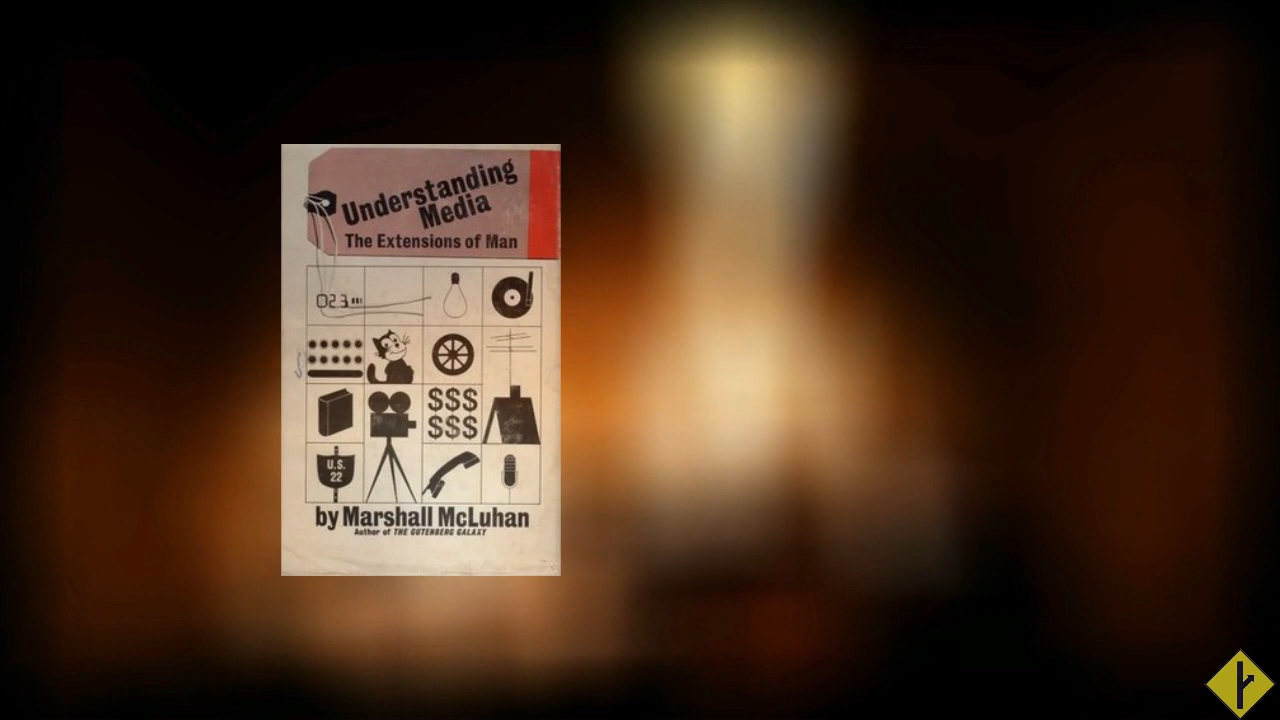 Understanding
Media
The Extensions of Man
023
$$$
$$$
U.S.
22
by Marshall McLuhan
Author of THE GUTENBERG GALAXY